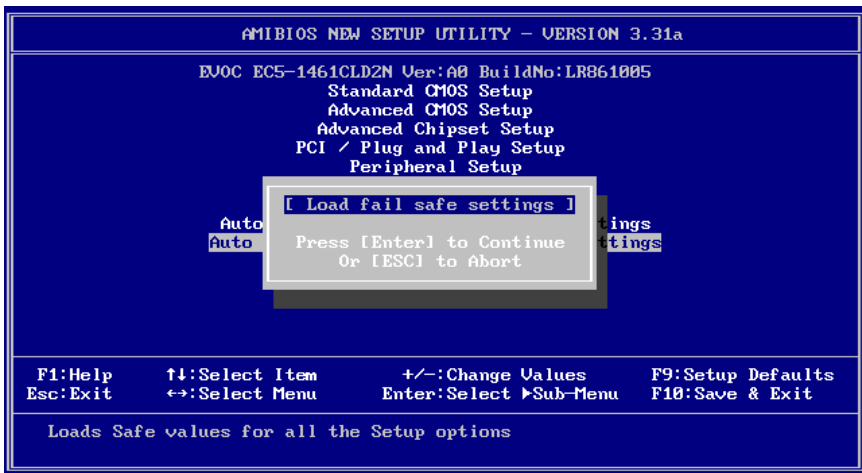 AMIBIOS NEW SETUP UTILITY - VERSION 3.31a
EVOC EC5-1461CLD2N Ver:A0 BuildNo:LR861005
Standard CMOS Setup
Advanced CMOS Setup
Advanced Chipset Setup
PCI / Plug and Play Setup
Peripheral Setup
[ Load fail safe settings ]
Auto tings
Auto ttings
Press [Enter] to Continue
Or [ESC] to Abort
F1:Help ↑↓:Select Item +/-:Change Values F9:Setup Defaults
Esc:Exit ←→:Select Menu Enter:Select ►Sub-Menu F10:Save & Exit
Loads Safe values for all the Setup options